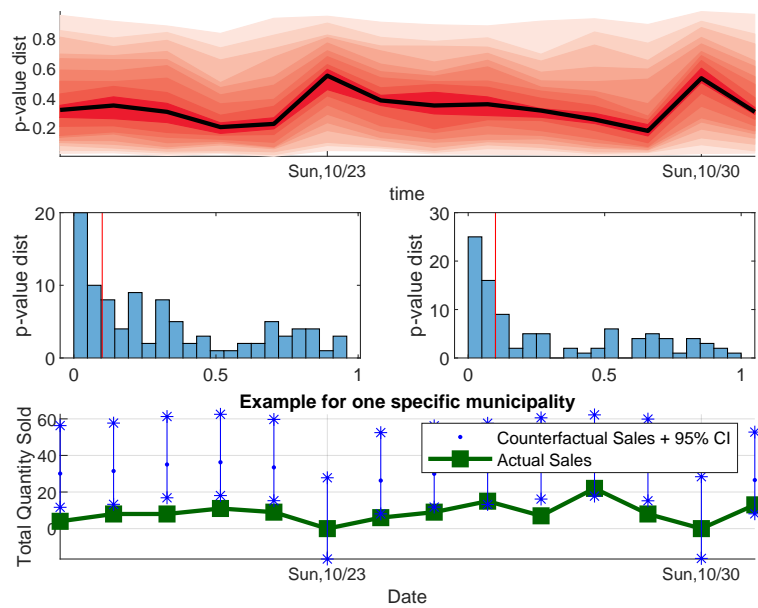 p-value dist
0.8
0.6
0.4
0.2
Sun,10/23 Sun,10/30
time
p-value dist
20
10
0
0 0.5 1
p-value dist
30
20
10
0
0 0.5 1
Example for one specific municipality
Total Quantity Sold
60
40
20
0
Counterfactual Sales + 95% CI
Actual Sales
Sun,10/23 Sun,10/30
Date